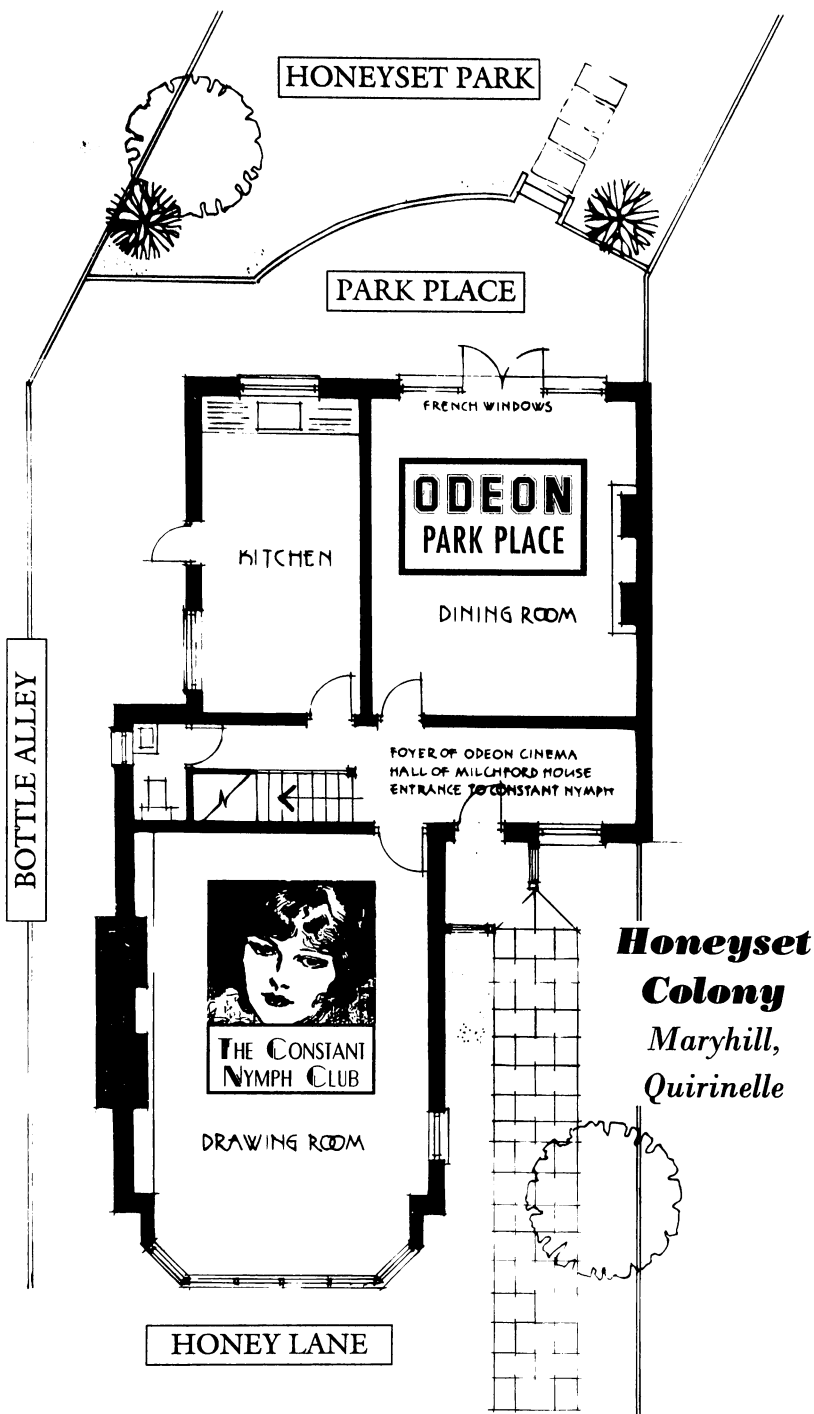 HONEYSET PARK
PARK PLACE
FRENCH WINDOWS
ODEON
PARK PLACE
KITCHEN
DINING ROOM
BOTTLE ALLEY
FOYER OF ODEON CINEMA
HALL OF MILCHFORD HOUSE
ENTRANCE TO CONSTANT NYMPH
Honeyset
Colony
Maryhill,
Quirinelle
THE CONSTANT
NYMPH CLUB
DRAWING ROOM
HONEY LANE